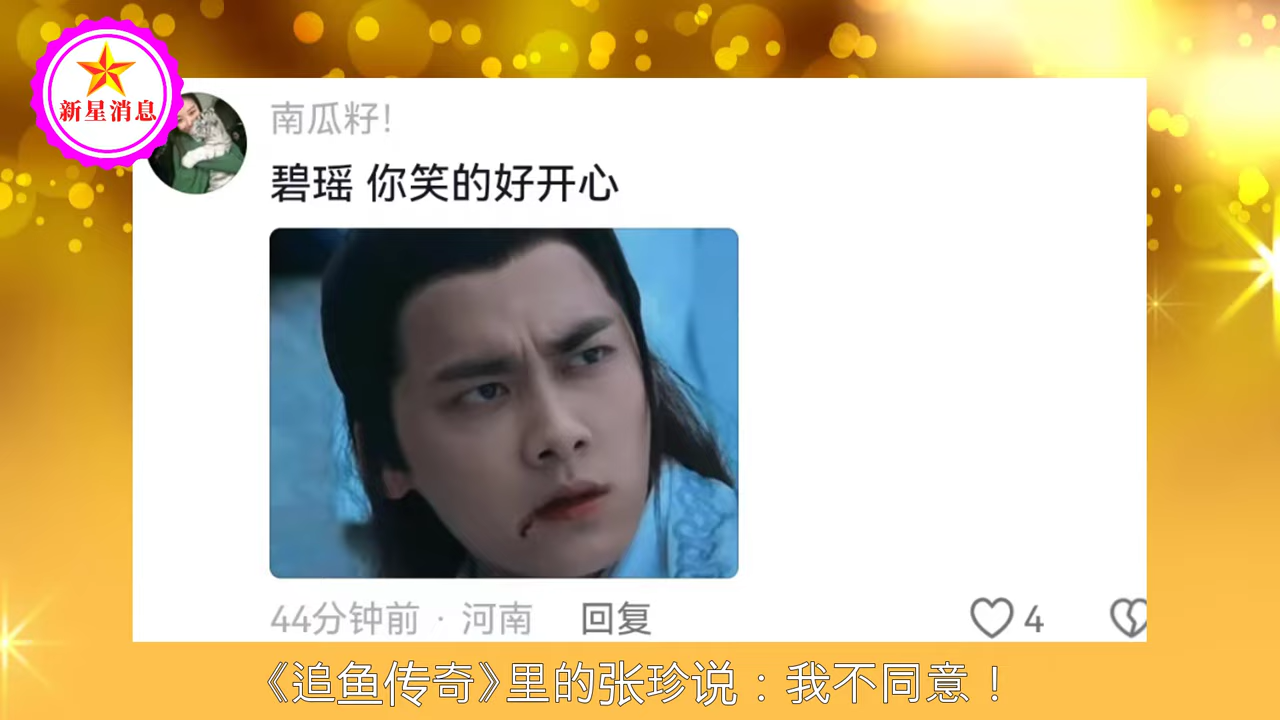 新星消息
南瓜籽!
碧瑶 你笑的好开心
44分钟前 · 河南 回复 4
《追鱼传奇》里的张珍说：我不同意！